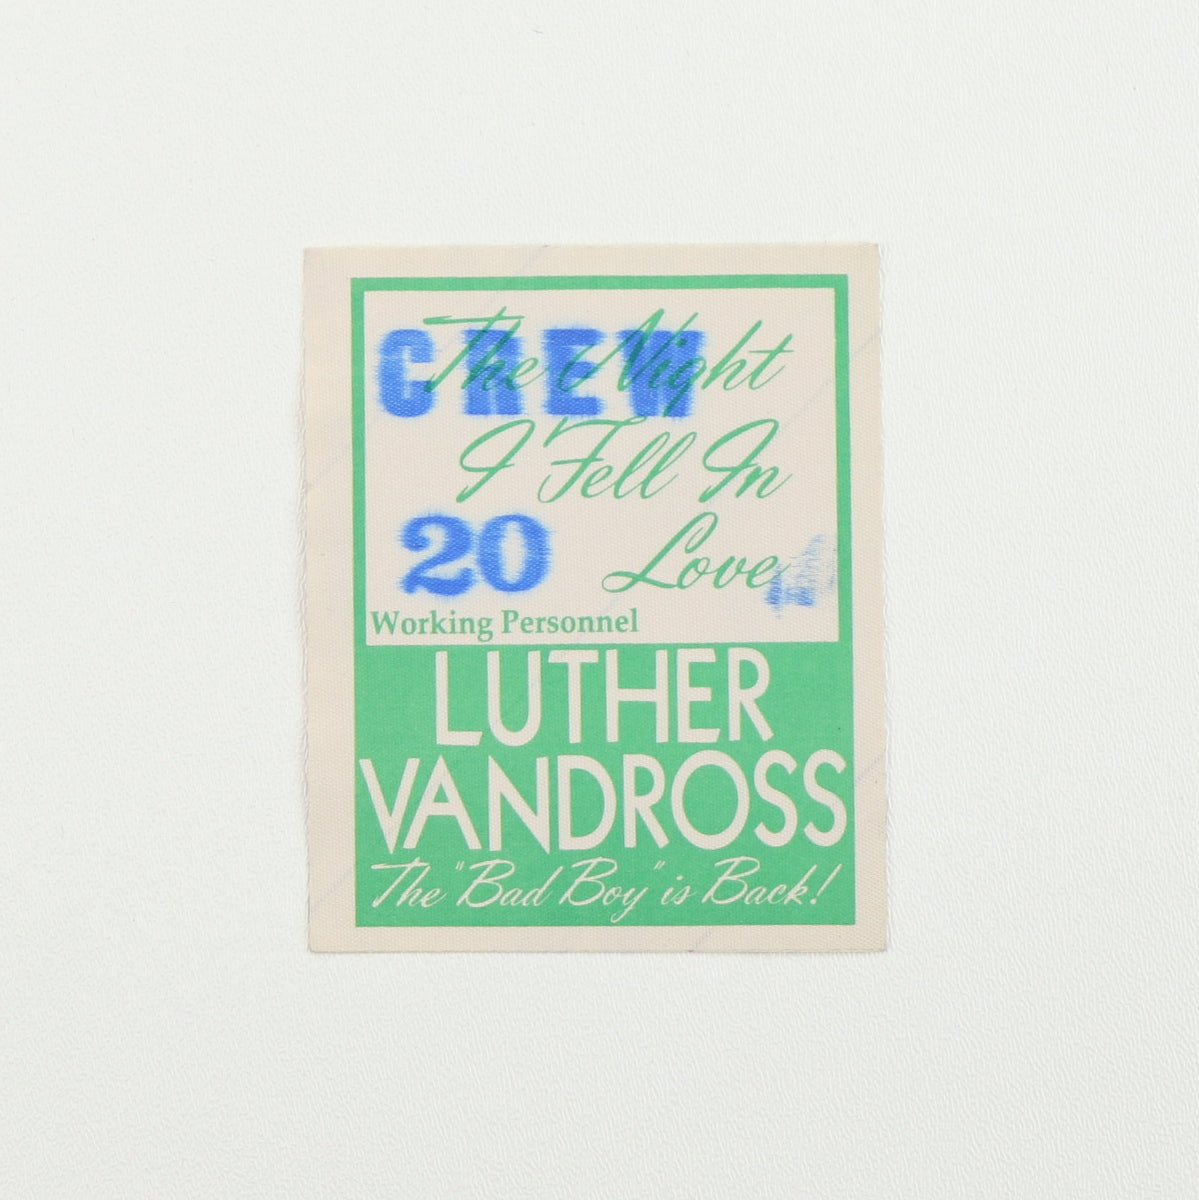 The Night
CREW
I Fell In
Love
20
Working Personnel
LUTHER
VANDROSS
The "Bad Boy" is Back!